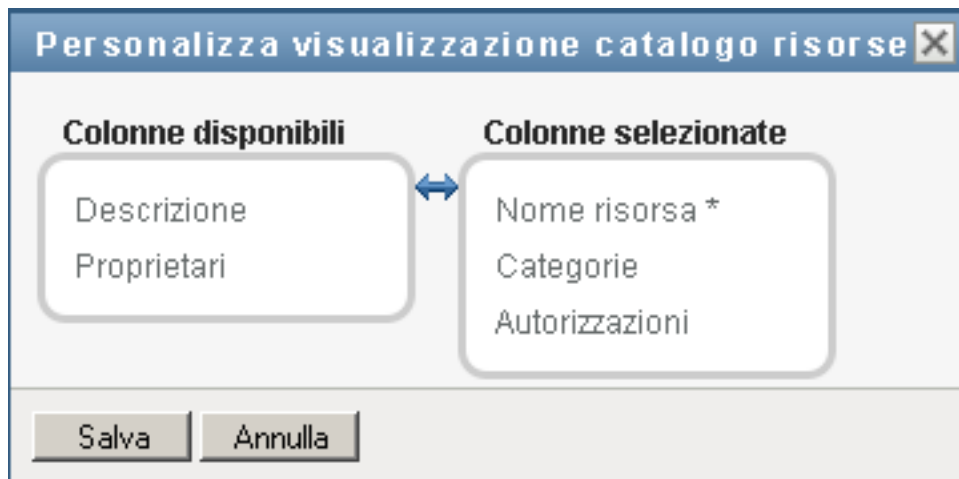 Personalizza visualizzazione catalogo risorse
Colonne disponibili
Descrizione
Proprietari
Colonne selezionate
Nome risorsa *
Categorie
Autorizzazioni
Salva
Annulla